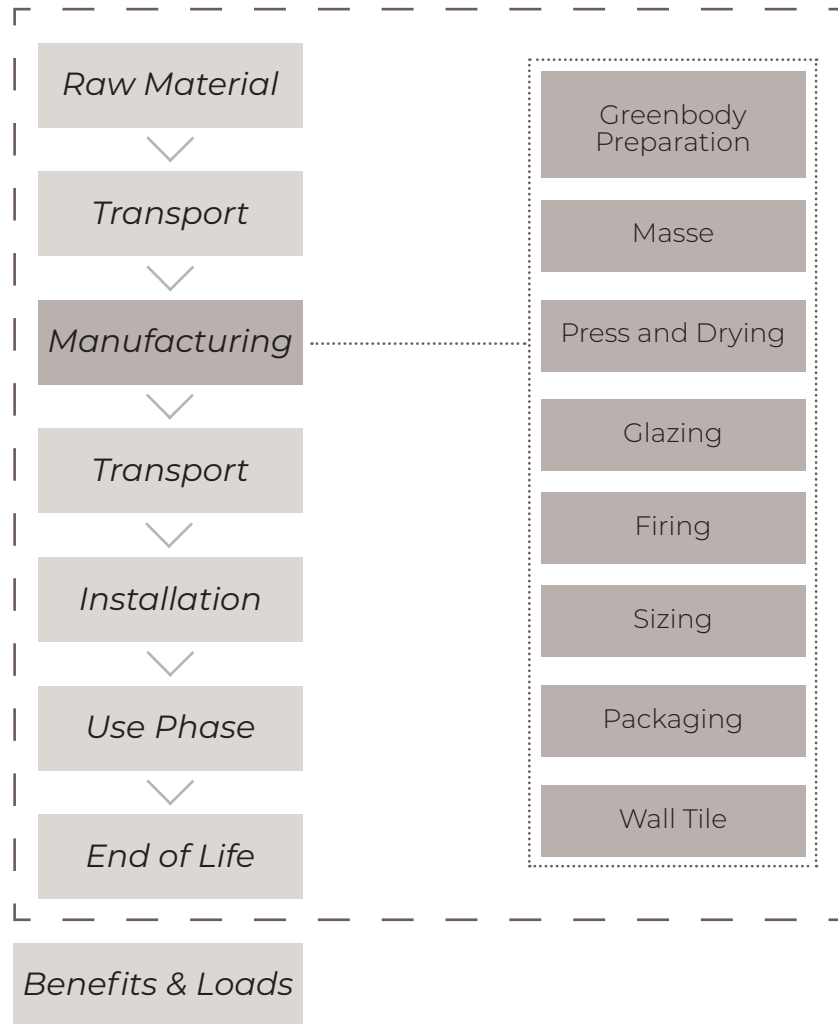 Raw Material
Transport
Manufacturing
Transport
Installation
Use Phase
End of Life
Benefits & Loads
Greenbody
Preparation
Masse
Press and Drying
Glazing
Firing
Sizing
Packaging
Wall Tile